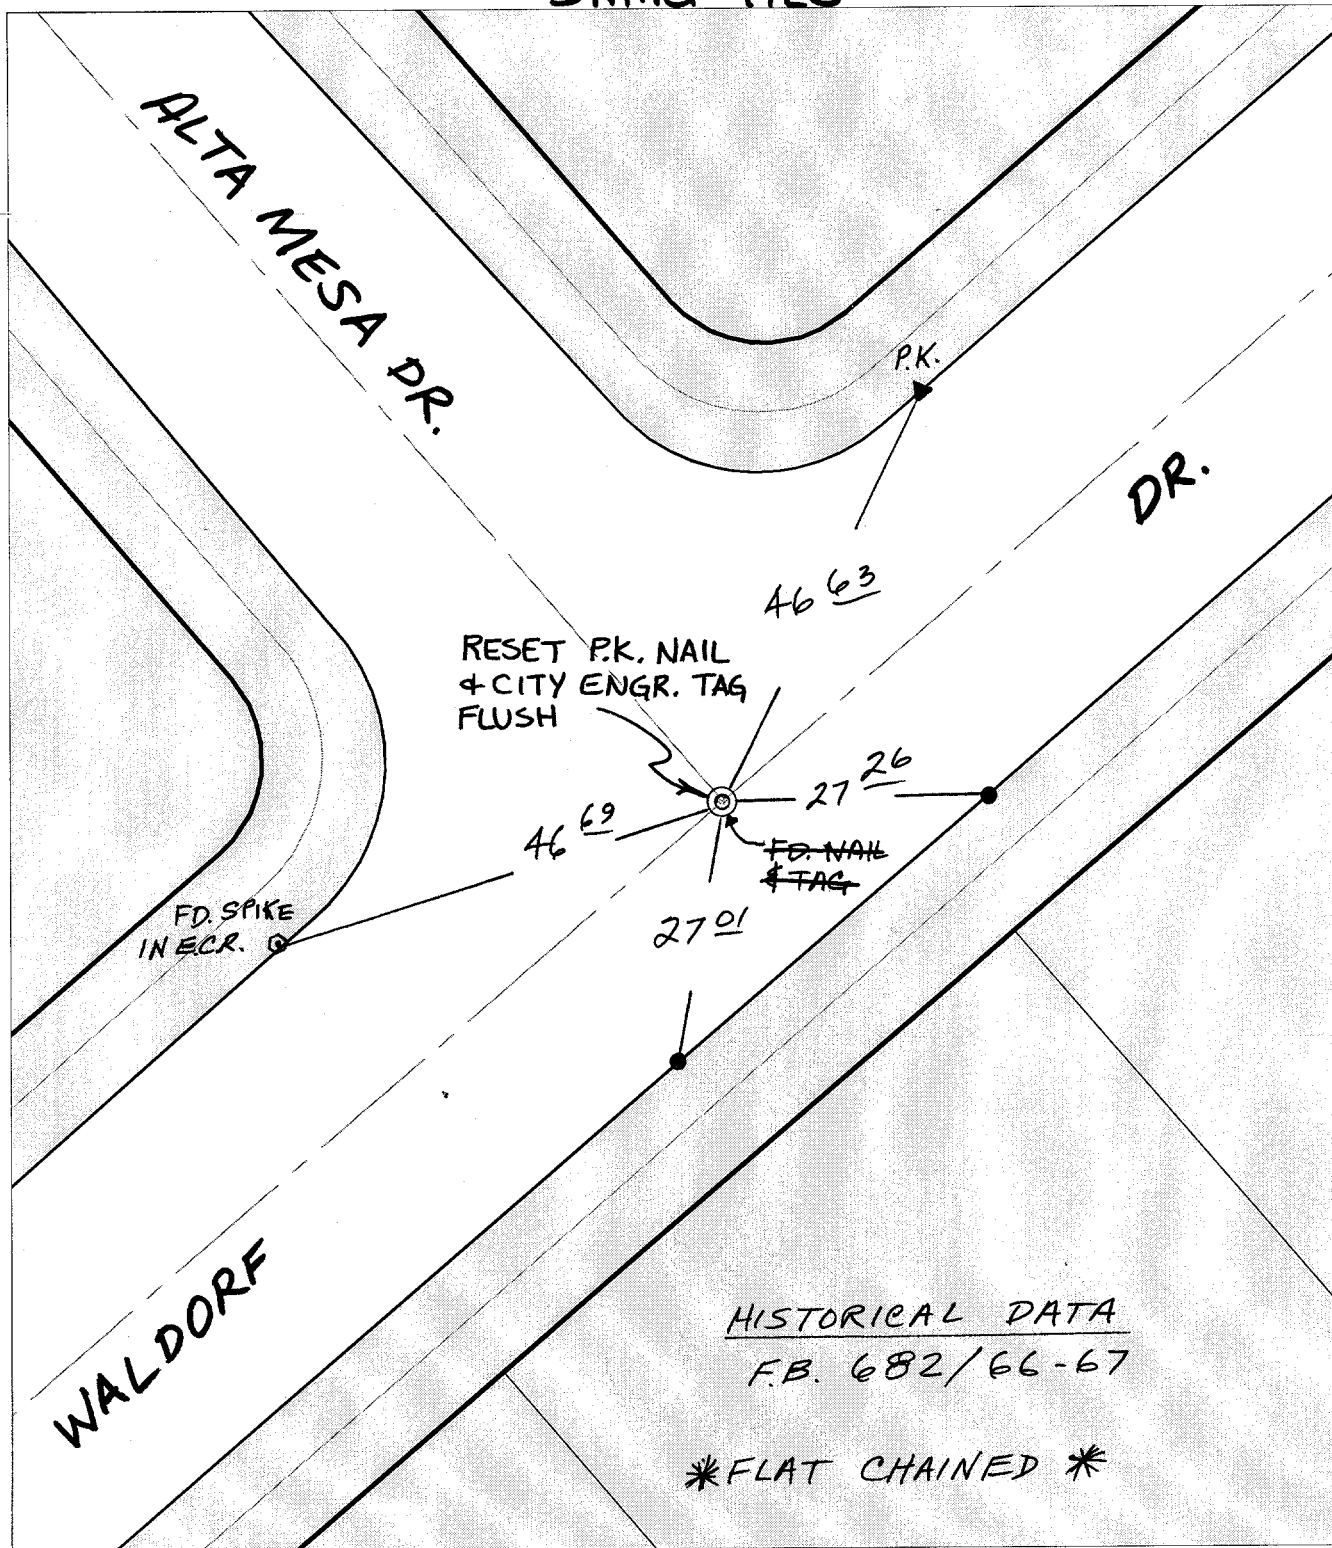 ALTA MESA DR.
P.K.
DR.
46 63
RESET P.K. NAIL
& CITY ENGR. TAG
FLUSH
27 26
46 69
FD. NAIL
& TAG
FD. SPIKE
IN E.C.R.
27 01
WALDORF
HISTORICAL DATA
F.B. 682/66-67
*FLAT CHAINED*